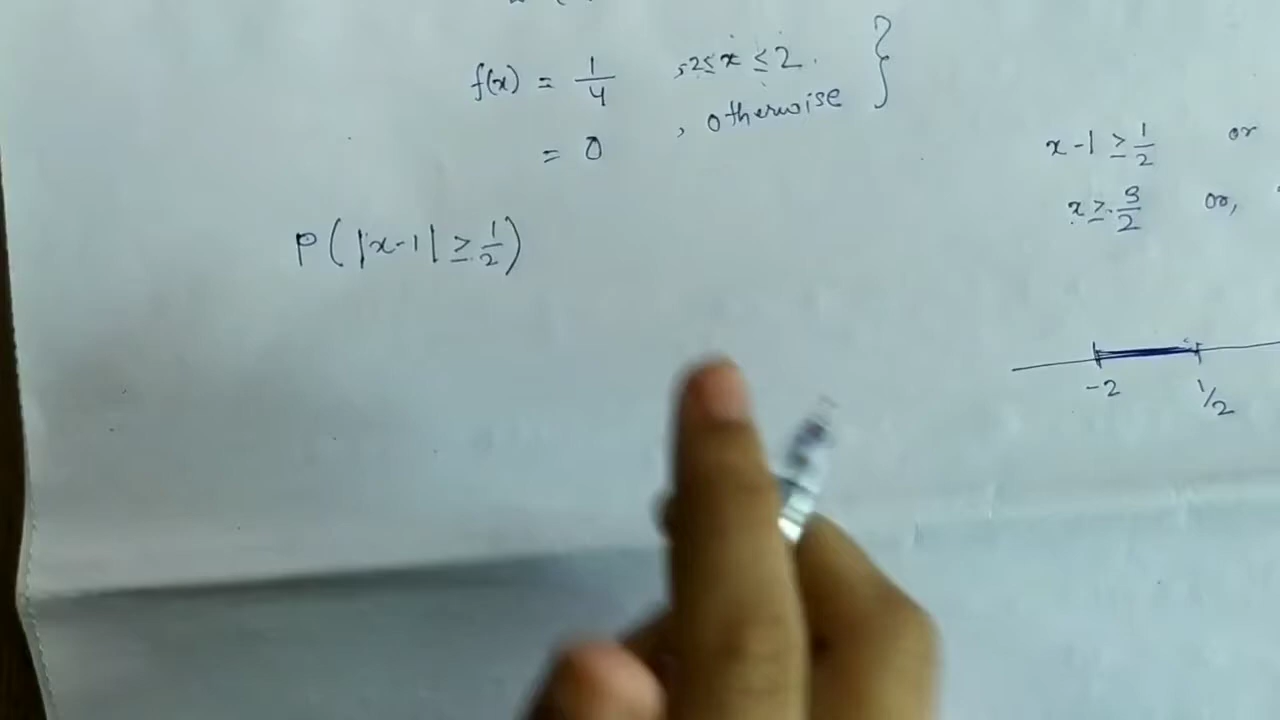 f(x) = 1/4 , -2 ≤ x ≤ 2.
= 0 , otherwise }
x-1 ≥ 1/2 or
x ≥ 3/2 or,
P(|x-1| ≥ 1/2)
-2 1/2